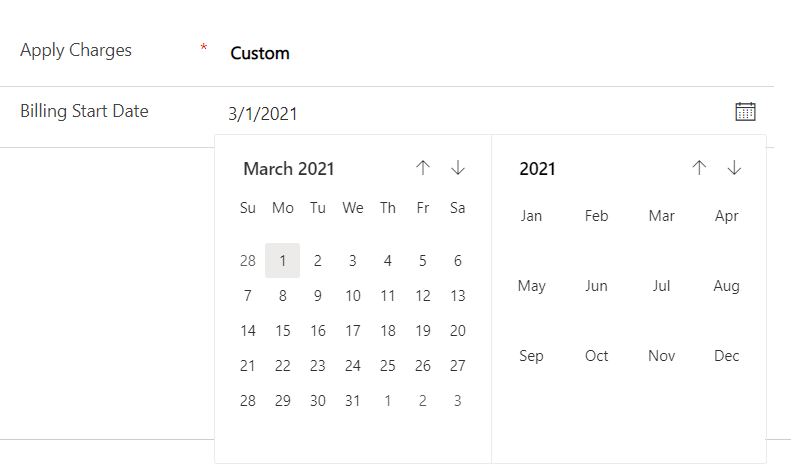 Apply Charges * Custom
Billing Start Date 3/1/2021
March 2021
Su Mo Tu We Th Fr Sa
28 1 2 3 4 5 6
7 8 9 10 11 12 13
14 15 16 17 18 19 20
21 22 23 24 25 26 27
28 29 30 31 1 2 3
2021
Jan Feb Mar Apr
May Jun Jul Aug
Sep Oct Nov Dec